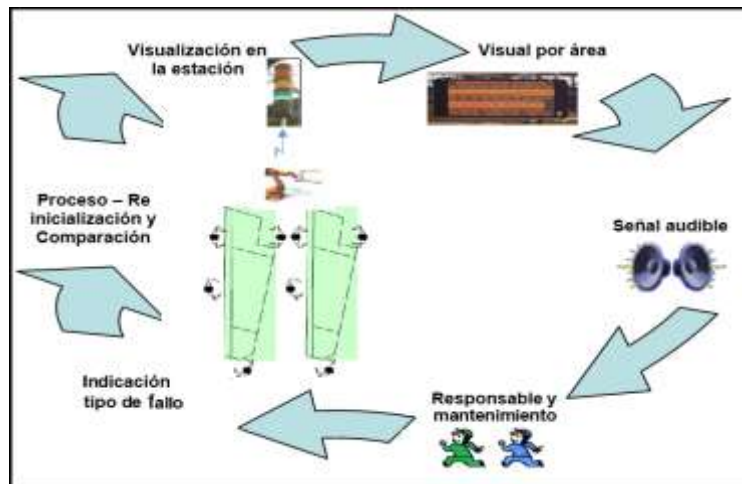 Visualización en
la estación
Visual por área
Proceso – Re
inicialización y
Comparación
Señal audible
Indicación
tipo de fallo
Responsable y
mantenimiento